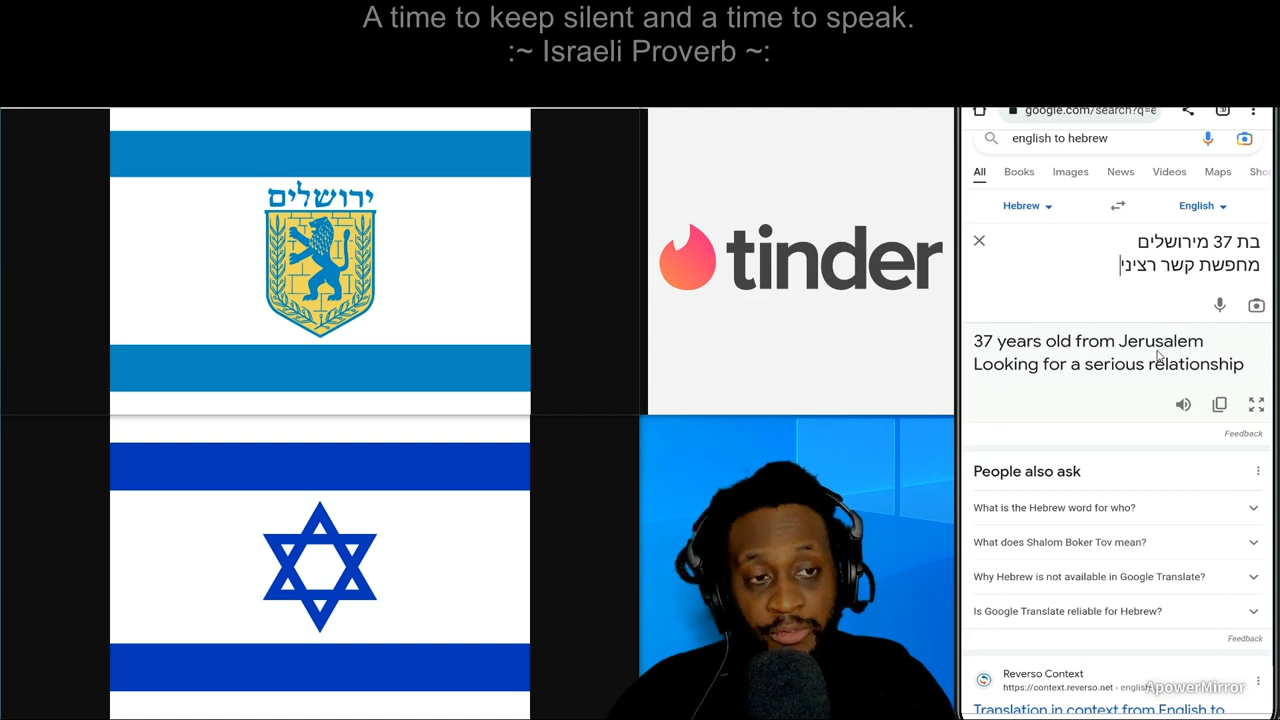 A time to keep silent and a time to speak.
:~ Israeli Proverb ~:
ירושלים
tinder
google.com/search?q=e
english to hebrew
All Books Images News Videos Maps Sho
Hebrew English
בת 37 מירושלים
מחפשת קשר רציני
37 years old from Jerusalem
Looking for a serious relationship
Feedback
People also ask
What is the Hebrew word for who?
What does Shalom Boker Tov mean?
Why Hebrew is not available in Google Translate?
Is Google Translate reliable for Hebrew?
Feedback
Reverso Context
https://context.reverso.net › english
ApowerMirror
Translation in context from English to